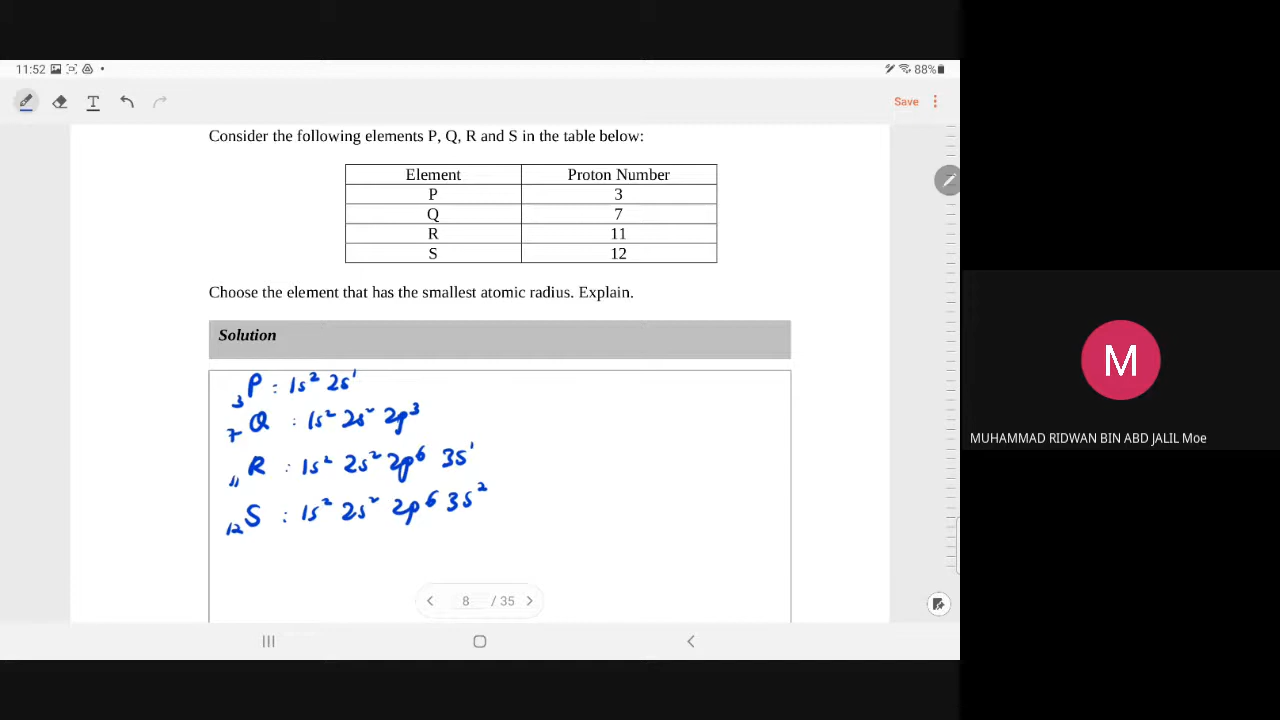 11:52
88%
Save
Consider the following elements P, Q, R and S in the table below:
Element Proton Number
P 3
Q 7
R 11
S 12
Choose the element that has the smallest atomic radius. Explain.
Solution
₃P : 1s² 2s¹
₇Q : 1s² 2s² 2p³
₁₁R : 1s² 2s² 2p⁶ 3s¹
₁₂S : 1s² 2s² 2p⁶ 3s²
8 / 35
M
MUHAMMAD RIDWAN BIN ABD JALIL Moe